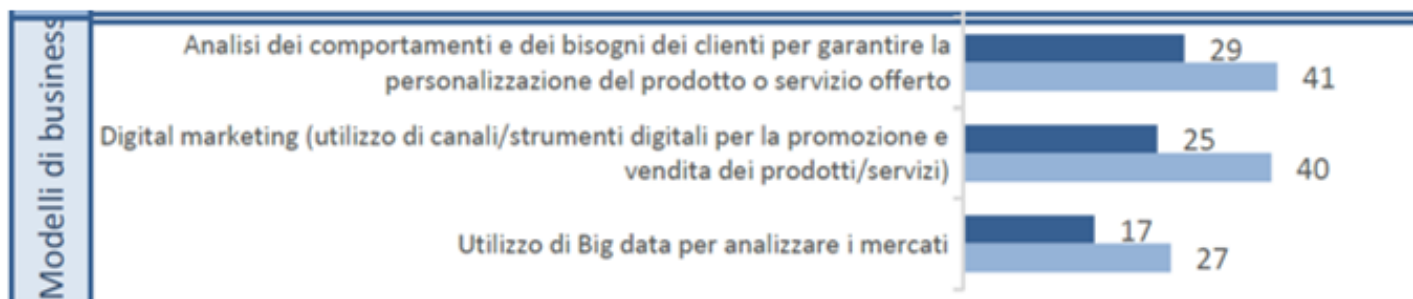 Modelli di business
Analisi dei comportamenti e dei bisogni dei clienti per garantire la
personalizzazione del prodotto o servizio offerto
29
41
Digital marketing (utilizzo di canali/strumenti digitali per la promozione e
vendita dei prodotti/servizi)
25
40
Utilizzo di Big data per analizzare i mercati
17
27